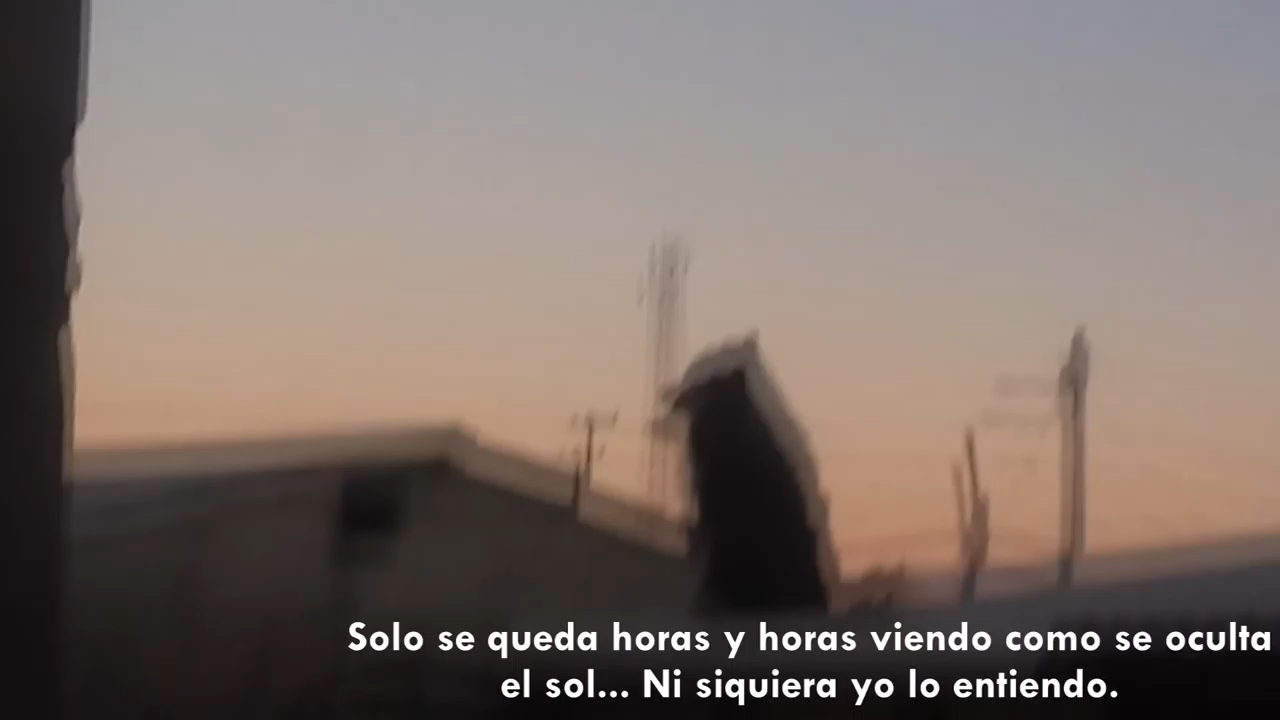 Solo se queda horas y horas viendo como se oculta
el sol... Ni siquiera yo lo entiendo.